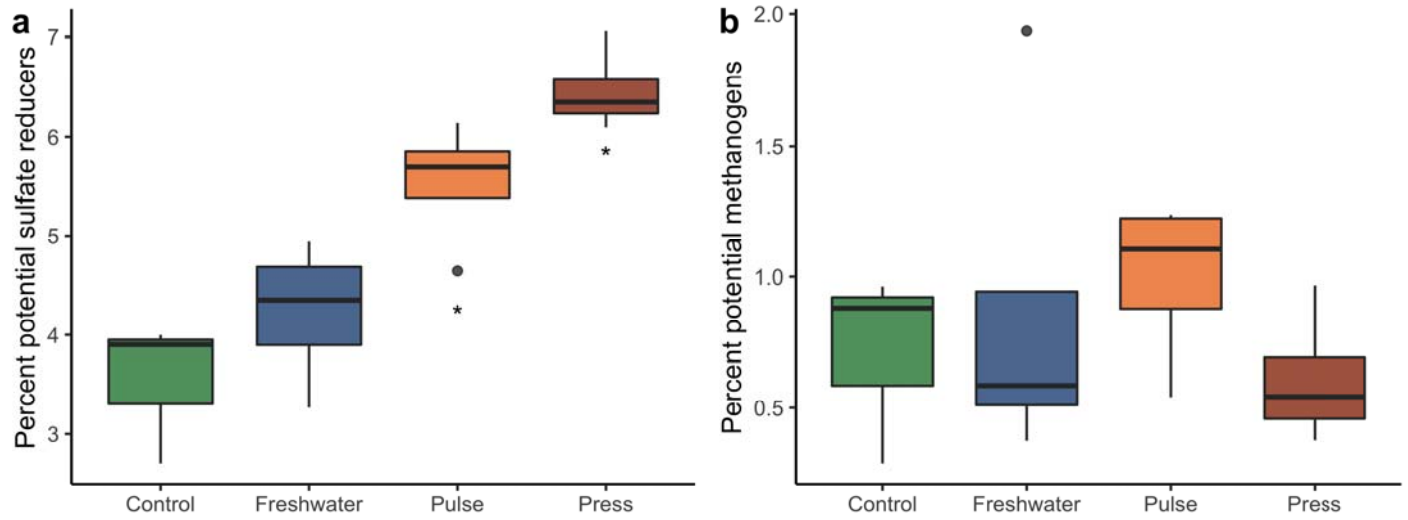 a
Percent potential sulfate reducers
7
6
5
4
3
*
*
Control Freshwater Pulse Press
b
Percent potential methanogens
2.0
1.5
1.0
0.5
Control Freshwater Pulse Press